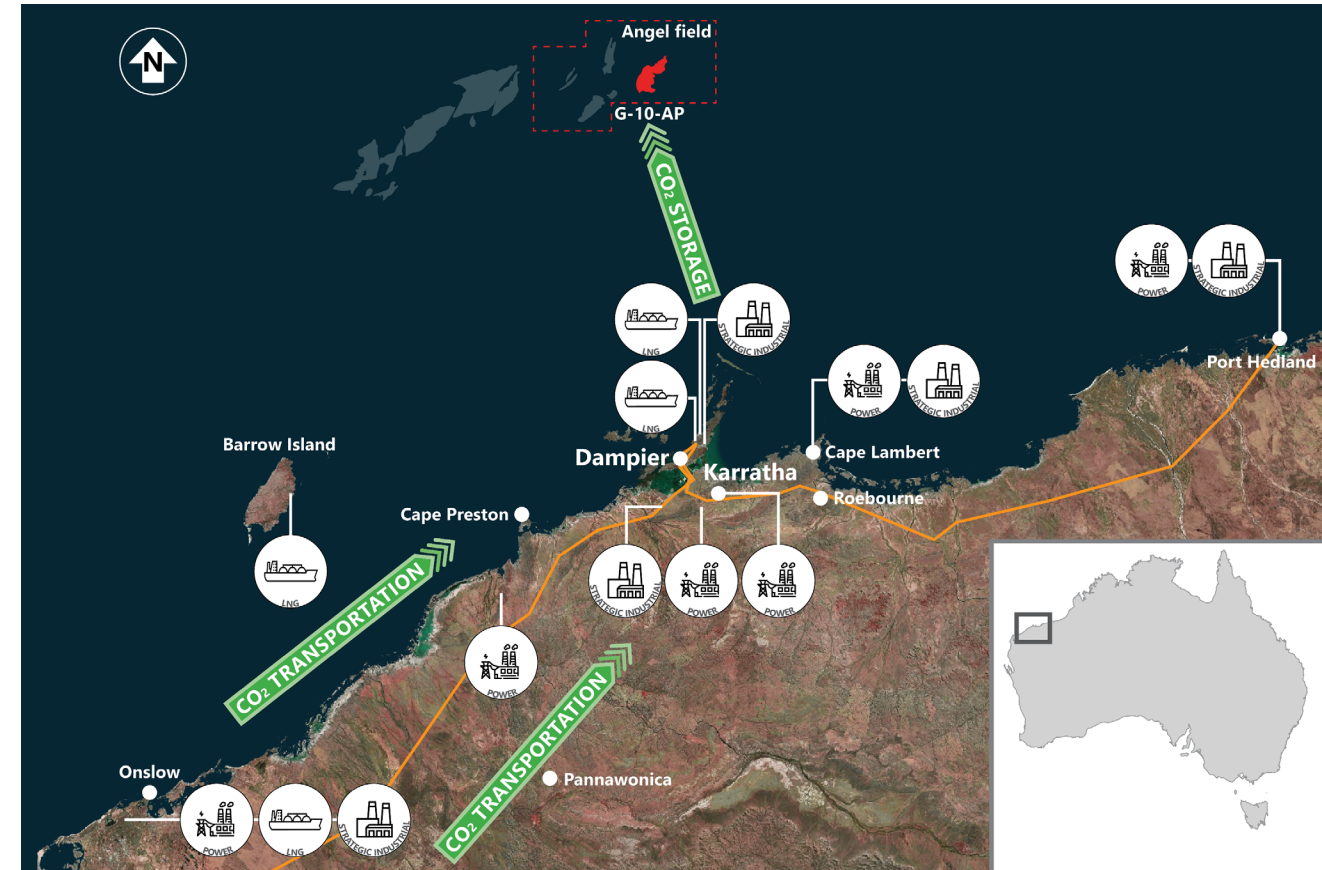 N
Angel field
G-10-AP
CO₂ STORAGE
POWER
STRATEGIC INDUSTRIAL
Port Hedland
LNG
STRATEGIC INDUSTRIAL
LNG
POWER
STRATEGIC INDUSTRIAL
Cape Lambert
Barrow Island
Dampier
Karratha
Roebourne
Cape Preston
LNG
STRATEGIC INDUSTRIAL
POWER
POWER
CO₂ TRANSPORTATION
POWER
CO₂ TRANSPORTATION
Onslow
Pannawonica
POWER
LNG
STRATEGIC INDUSTRIAL